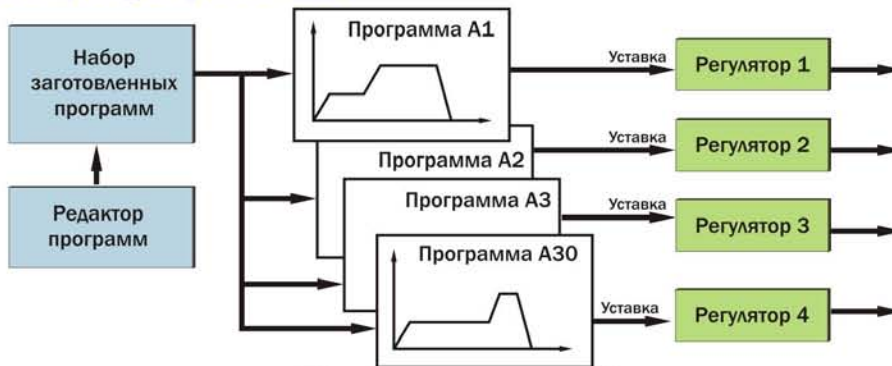 Набор
заготовленных
программ
Редактор
программ
Программа А1
Программа А2
Программа А3
Программа А30
Уставка
Регулятор 1
Уставка
Регулятор 2
Уставка
Регулятор 3
Уставка
Регулятор 4